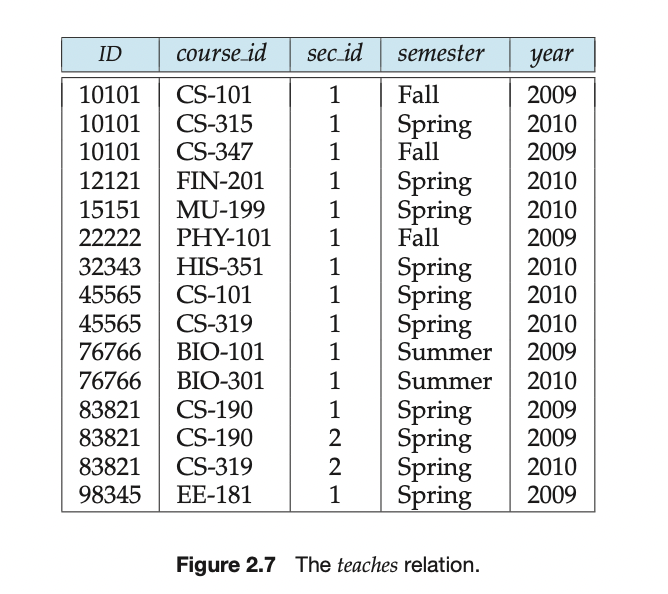 ID course_id sec_id semester year
10101 CS-101 1 Fall 2009
10101 CS-315 1 Spring 2010
10101 CS-347 1 Fall 2009
12121 FIN-201 1 Spring 2010
15151 MU-199 1 Spring 2010
22222 PHY-101 1 Fall 2009
32343 HIS-351 1 Spring 2010
45565 CS-101 1 Spring 2010
45565 CS-319 1 Spring 2010
76766 BIO-101 1 Summer 2009
76766 BIO-301 1 Summer 2010
83821 CS-190 1 Spring 2009
83821 CS-190 2 Spring 2009
83821 CS-319 2 Spring 2010
98345 EE-181 1 Spring 2009
Figure 2.7 The teaches relation.